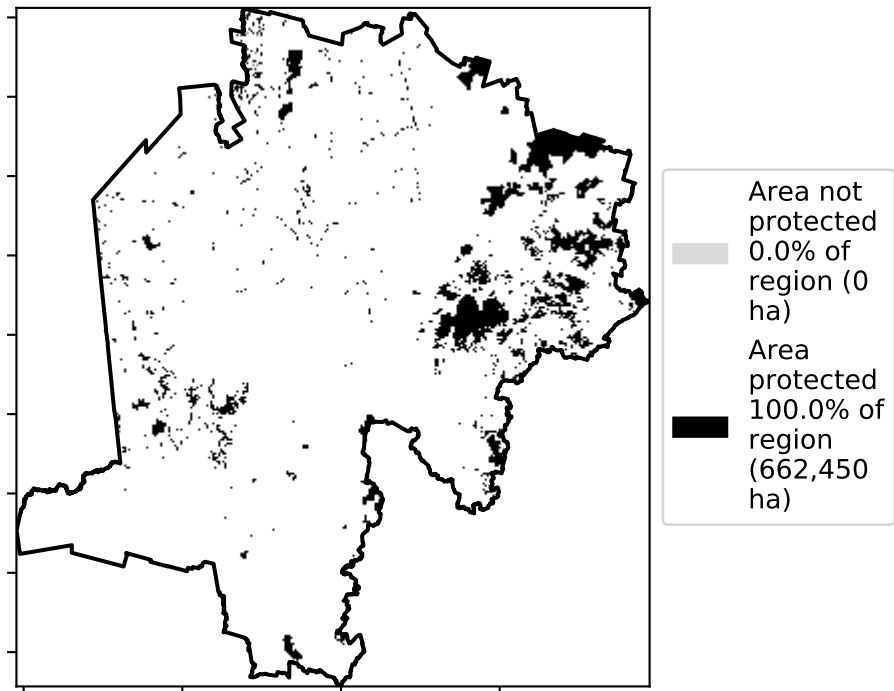 Area not
protected
0.0% of
region (0
ha)
Area
protected
100.0% of
region
(662,450
ha)